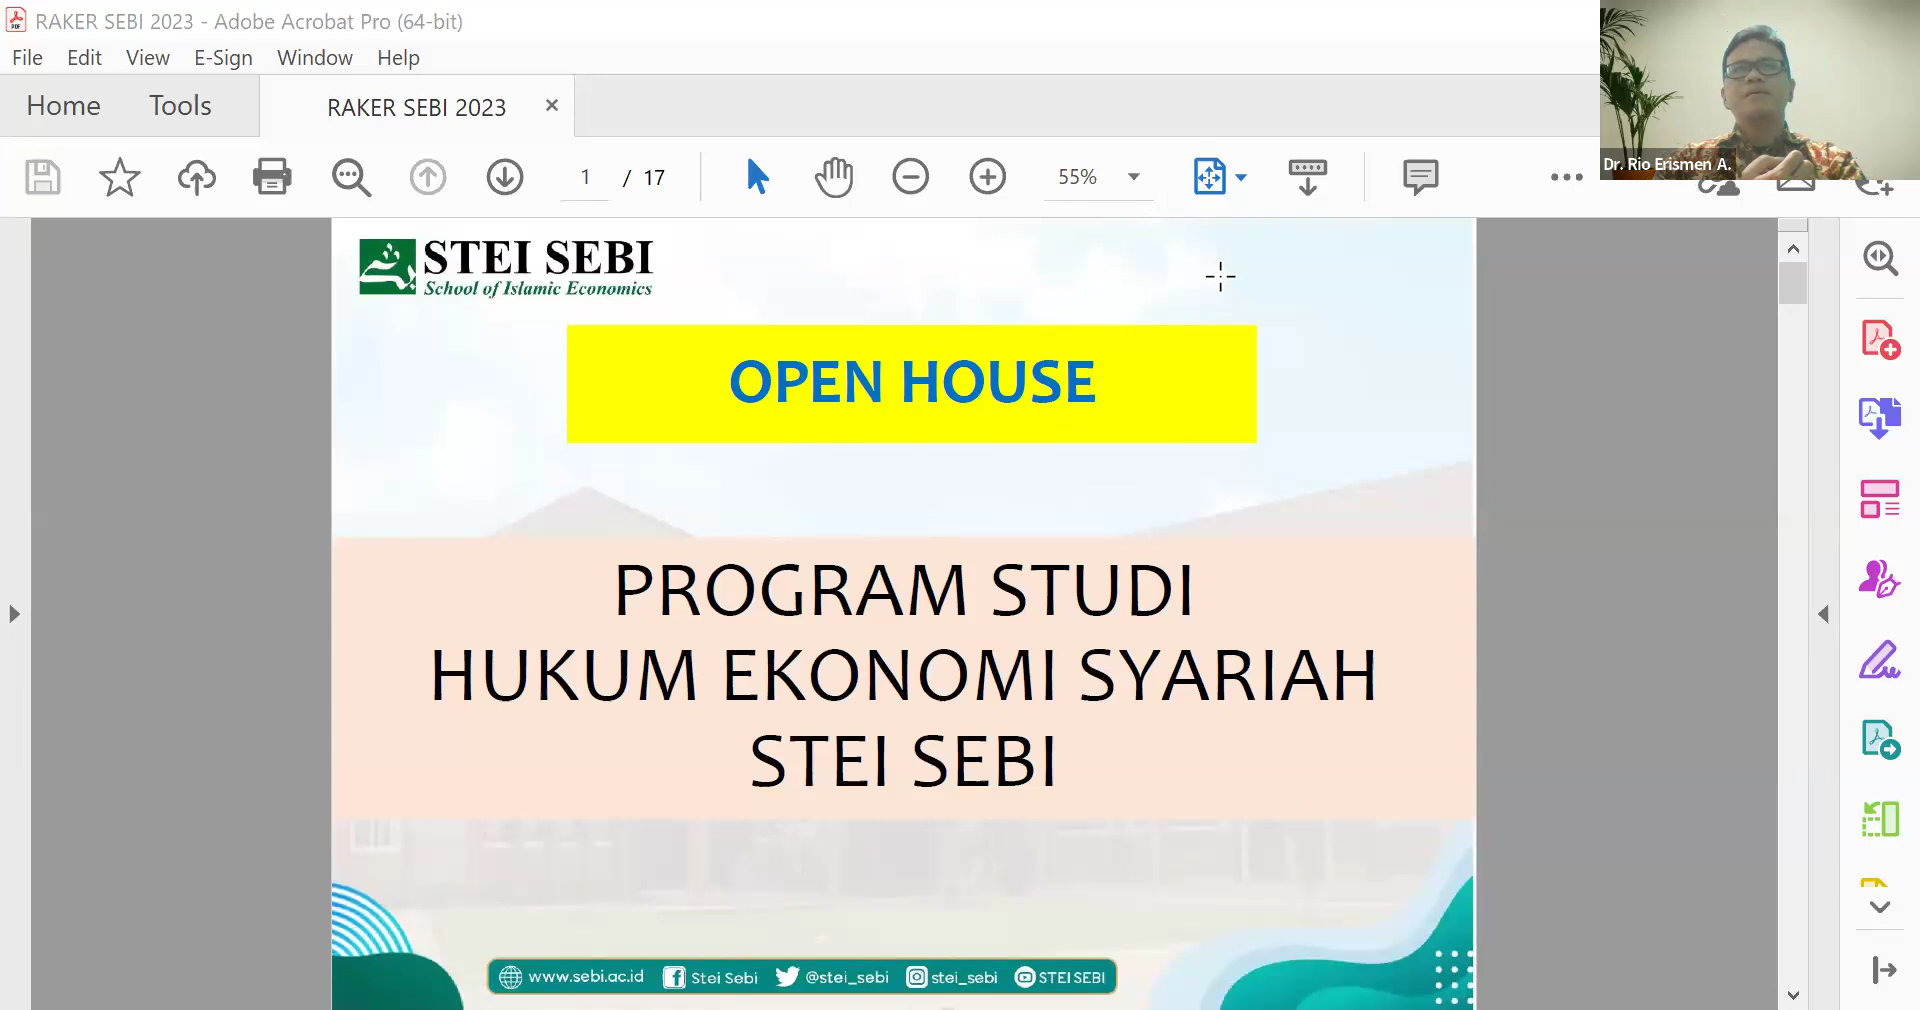 RAKER SEBI 2023 - Adobe Acrobat Pro (64-bit)
File Edit View E-Sign Window Help
Home Tools RAKER SEBI 2023
1 / 17 55%
Dr. Rio Erismen A.
STEI SEBI
School of Islamic Economics
OPEN HOUSE
PROGRAM STUDI
HUKUM EKONOMI SYARIAH
STEI SEBI
www.sebi.ac.id Stei Sebi @stei_sebi stei_sebi STEI SEBI